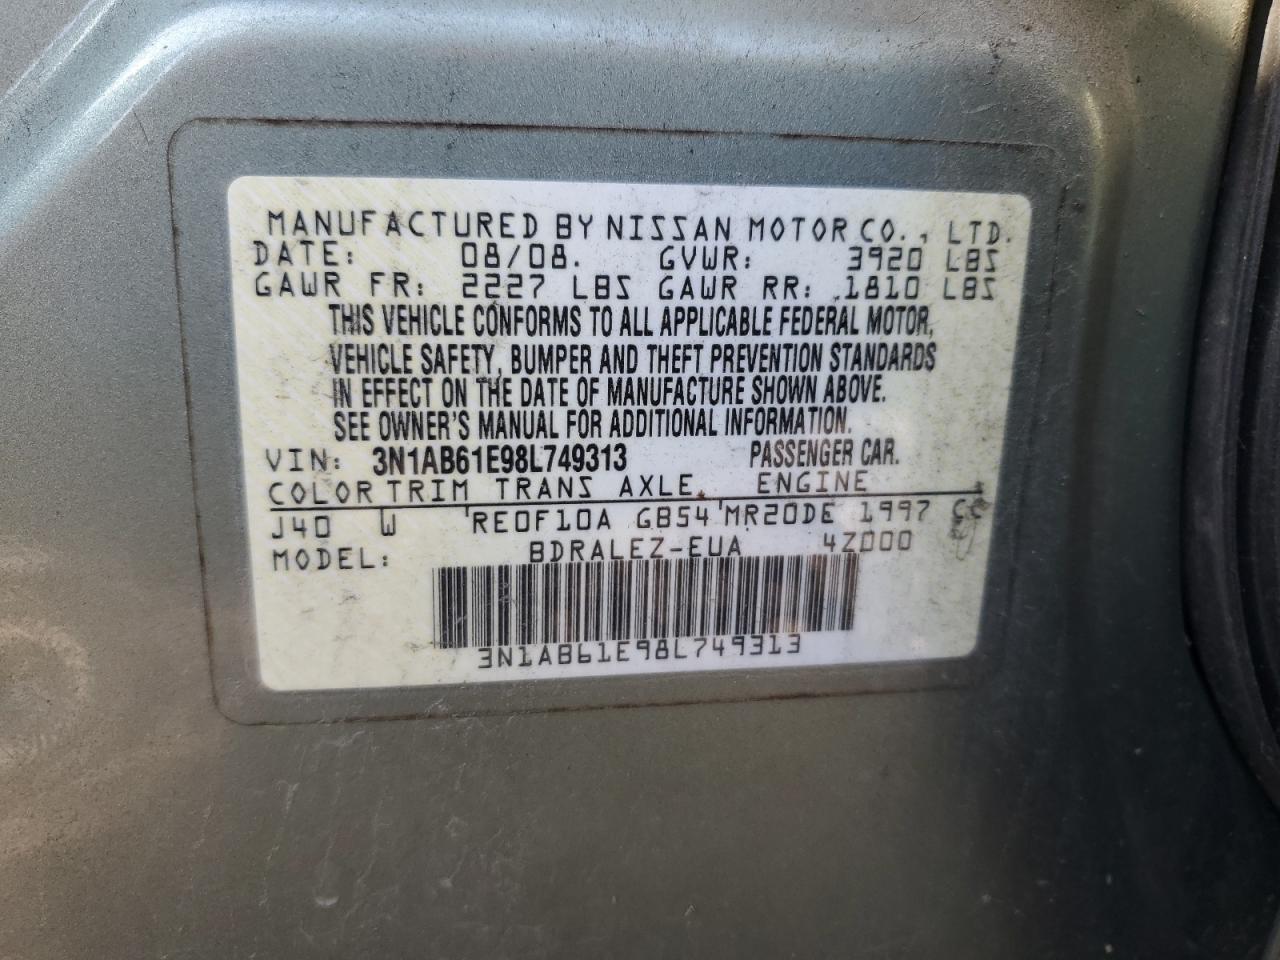 MANUFACTURED BY NISSAN MOTOR CO., LTD.
DATE: 08/08. GVWR: 3920 LBS
GAWR FR: 2227 LBS GAWR RR: 1810 LBS
THIS VEHICLE CONFORMS TO ALL APPLICABLE FEDERAL MOTOR
VEHICLE SAFETY, BUMPER AND THEFT PREVENTION STANDARDS
IN EFFECT ON THE DATE OF MANUFACTURE SHOWN ABOVE.
SEE OWNER'S MANUAL FOR ADDITIONAL INFORMATION.
VIN: 3N1AB61E98L749313 PASSENGER CAR.
COLOR TRIM TRANS AXLE ENGINE
J40 W RE0F10A GB54 MR20DE 1997 CC
MODEL: BDRALEZ-EUA 4Z000
3N1AB61E98L749313